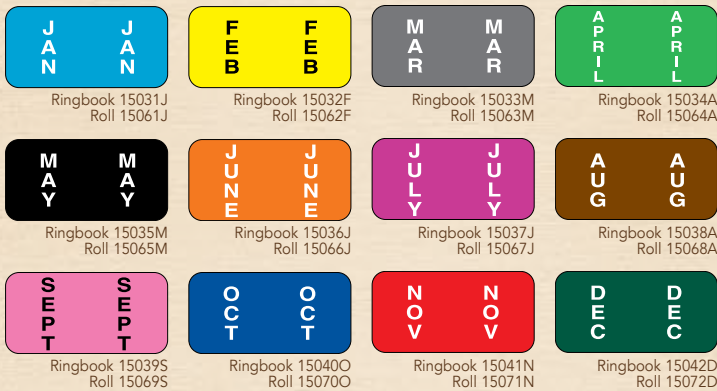 JAN JAN
Ringbook 15031J
Roll 15061J
FEB FEB
Ringbook 15032F
Roll 15062F
MAR MAR
Ringbook 15033M
Roll 15063M
APRIL APRIL
Ringbook 15034A
Roll 15064A
MAY MAY
Ringbook 15035M
Roll 15065M
JUNE JUNE
Ringbook 15036J
Roll 15066J
JULY JULY
Ringbook 15037J
Roll 15067J
AUG AUG
Ringbook 15038A
Roll 15068A
SEPT SEPT
Ringbook 15039S
Roll 15069S
OCT OCT
Ringbook 15040O
Roll 15070O
NOV NOV
Ringbook 15041N
Roll 15071N
DEC DEC
Ringbook 15042D
Roll 15072D